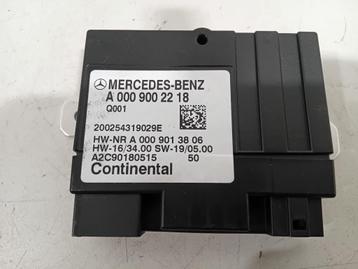 MERCEDES-BENZ
A 000 900 22 18
Q001
200254319029E
HW-NR A 000 901 38 06
HW-16/34.00 SW-19/05.00
A2C90180515 50
Continental